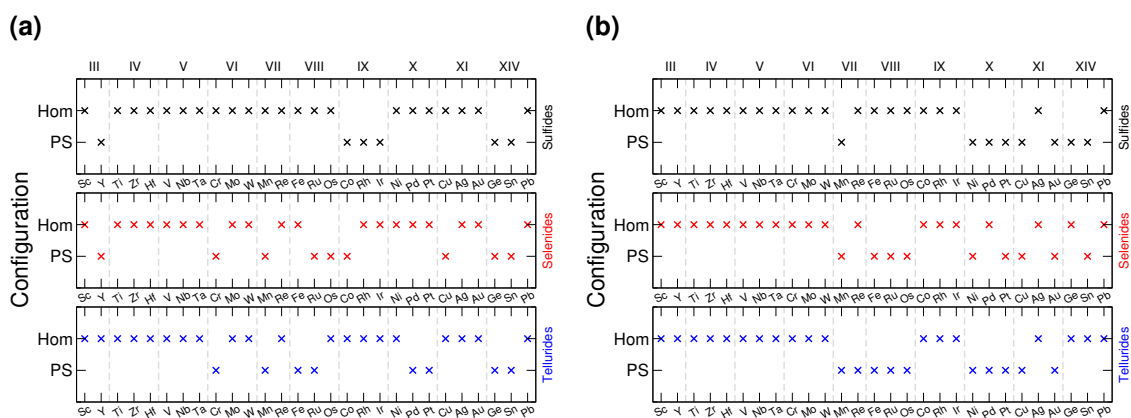 (a)
III IV V VI VII VIII IX X XI XIV
Hom
PS
Sulfides
Sc Y Ti Zr Hf V Nb Ta Cr Mo W Mn Re Fe Ru Os Co Rh Ir Ni Pd Pt Cu Ag Au Ge Sn Pb
Hom
PS
Selenides
Sc Y Ti Zr Hf V Nb Ta Cr Mo W Mn Re Fe Ru Os Co Rh Ir Ni Pd Pt Cu Ag Au Ge Sn Pb
Hom
PS
Tellurides
Sc Y Ti Zr Hf V Nb Ta Cr Mo W Mn Re Fe Ru Os Co Rh Ir Ni Pd Pt Cu Ag Au Ge Sn Pb
Configuration
(b)
III IV V VI VII VIII IX X XI XIV
Hom
PS
Sulfides
Sc Y Ti Zr Hf V Nb Ta Cr Mo W Mn Re Fe Ru Os Co Rh Ir Ni Pd Pt Cu Ag Au Ge Sn Pb
Hom
PS
Selenides
Sc Y Ti Zr Hf V Nb Ta Cr Mo W Mn Re Fe Ru Os Co Rh Ir Ni Pd Pt Cu Ag Au Ge Sn Pb
Hom
PS
Tellurides
Sc Y Ti Zr Hf V Nb Ta Cr Mo W Mn Re Fe Ru Os Co Rh Ir Ni Pd Pt Cu Ag Au Ge Sn Pb
Configuration